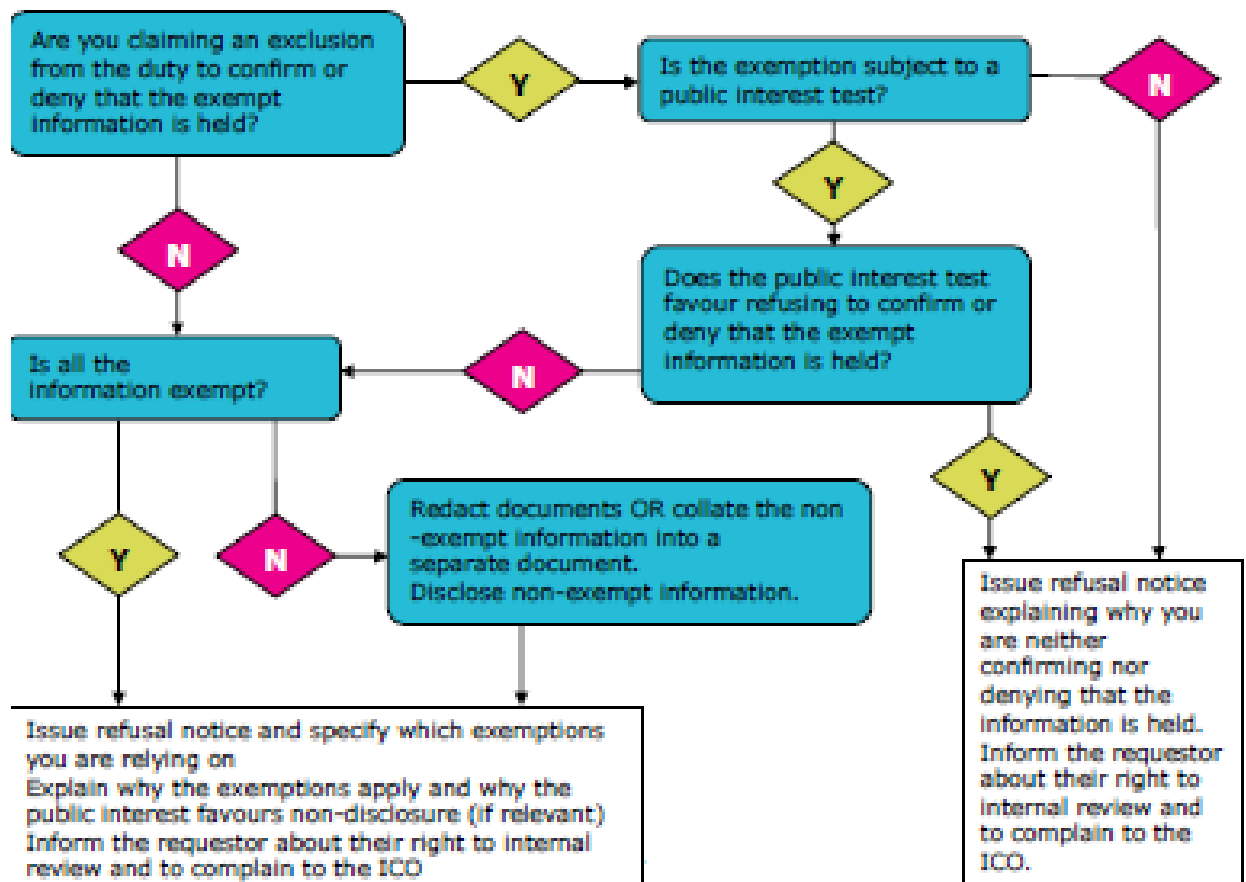 Are you claiming an exclusion
from the duty to confirm or
deny that the exempt
information is held?
Y
Is the exemption subject to a
public interest test?
N
Y
N
Does the public interest test
favour refusing to confirm or
deny that the exempt
information is held?
Is all the
information exempt?
N
Y
Redact documents OR collate the non
-exempt information into a
separate document.
Disclose non-exempt information.
Y
N
Issue refusal notice
explaining why you
are neither
confirming nor
denying that the
information is held.
Inform the requestor
about their right to
internal review and
to complain to the
ICO.
Issue refusal notice and specify which exemptions
you are relying on
Explain why the exemptions apply and why the
public interest favours non-disclosure (if relevant)
Inform the requestor about their right to internal
review and to complain to the ICO